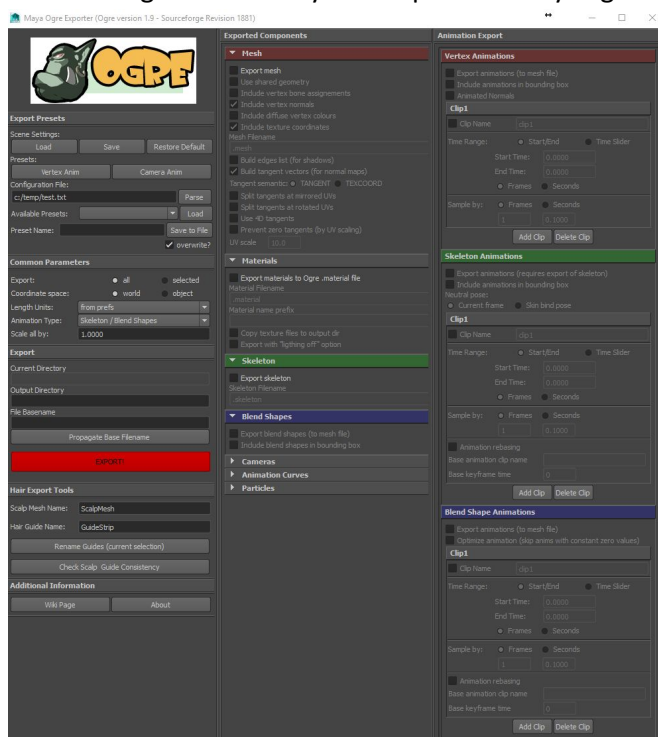 Maya Ogre Exporter (Ogre version 1.9 - Sourceforge Revision 1881)
OGRE
Export Presets
Scene Settings:
Load Save Restore Default
Presets:
Vertex Anim Camera Anim
Configuration File:
c:/temp/test.txt Parse
Available Presets: Load
Preset Name: Save to File
overwrite?
Common Parameters
Export: all selected
Coordinate space: world object
Length Units: from prefs
Animation Type: Skeleton / Blend Shapes
Scale all by: 1.0000
Export
Current Directory
Output Directory
File Basename
Propagate Base Filename
EXPORT!
Hair Export Tools
Scalp Mesh Name: ScalpMesh
Hair Guide Name: GuideStrip
Rename Guides (current selection)
Check Scalp Guide Consistency
Additional Information
Wiki Page About
Exported Components
Mesh
Export mesh
Use shared geometry
Include vertex bone assignements
Include vertex normals
Include diffuse vertex colours
Include texture coordinates
Mesh Filename
.mesh
Build edges list (for shadows)
Build tangent vectors (for normal maps)
Tangent semantic: TANGENT TEXCOORD
Split tangents at mirrored UVs
Split tangents at rotated UVs
Use 4D tangents
Prevent zero tangents (by UV scaling)
UV scale 10.0
Materials
Export materials to Ogre .material file
Material Filename
.material
Material name prefix
Copy texture files to output dir
Export with "ligthing off" option
Skeleton
Export skeleton
Skeleton Filename
.skeleton
Blend Shapes
Export blend shapes (to mesh file)
Include blend shapes in bounding box
Cameras
Animation Curves
Particles
Animation Export
Vertex Animations
Export animations (to mesh file)
Include animations in bounding box
Animated Normals
Clip1
Clip Name clip1
Time Range: Start/End Time Slider
Start Time: 0.0000
End Time: 0.0000
Frames Seconds
Sample by: Frames Seconds
1 0.1000
Add Clip Delete Clip
Skeleton Animations
Export animations (requires export of skeleton)
Include animations in bounding box
Neutral pose:
Current frame Skin bind pose
Clip1
Clip Name clip1
Time Range: Start/End Time Slider
Start Time: 0.0000
End Time: 0.0000
Frames Seconds
Sample by: Frames Seconds
1 0.1000
Animation rebasing
Base animation clip name
Base keyframe time 0
Add Clip Delete Clip
Blend Shape Animations
Export animations (to mesh file)
Optimize animation (skip anims with constant zero values)
Clip1
Clip Name clip1
Time Range: Start/End Time Slider
Start Time: 0.0000
End Time: 0.0000
Frames Seconds
Sample by: Frames Seconds
1 0.1000
Animation rebasing
Base animation clip name
Base keyframe time 0
Add Clip Delete Clip